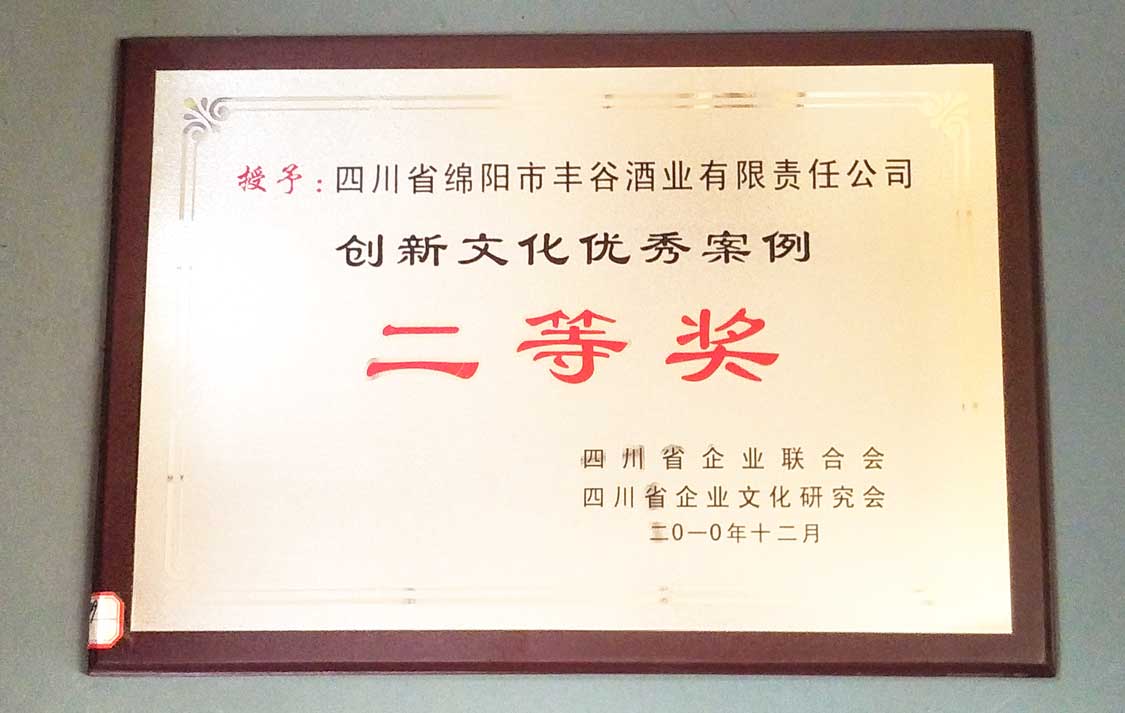 授予：四川省绵阳市丰谷酒业有限责任公司
创新文化优秀案例
二等奖
四川省企业联合会
四川省企业文化研究会
二0一0年十二月